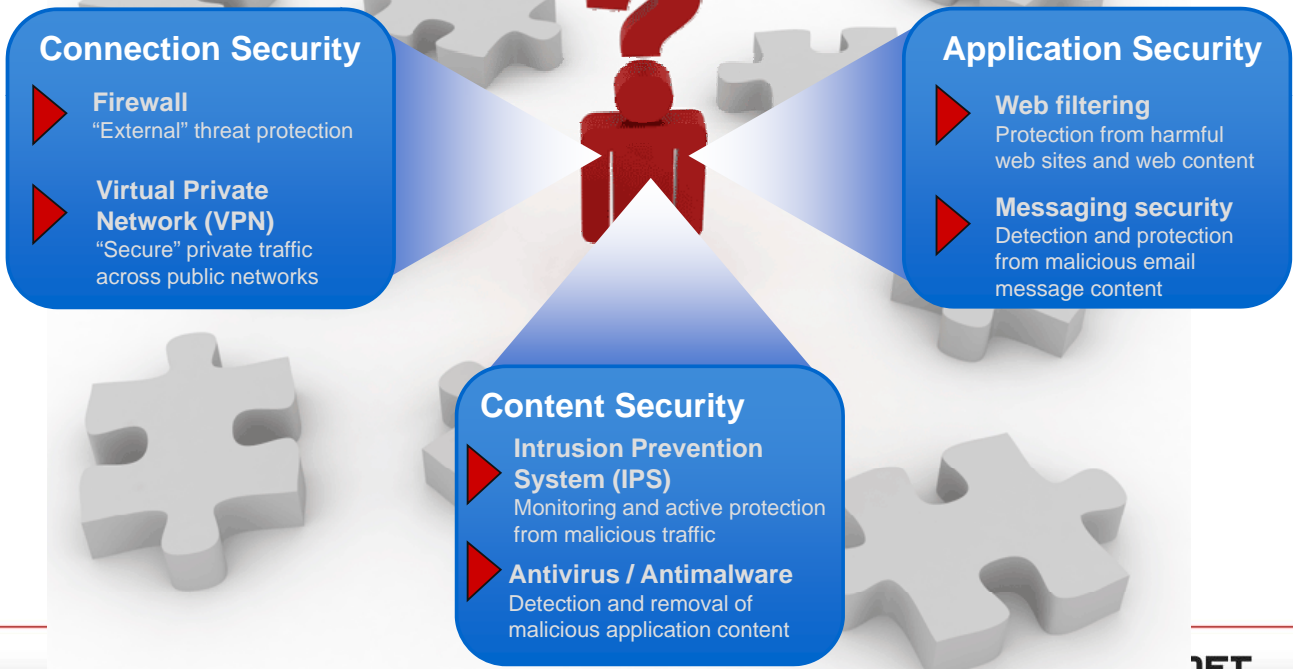 Connection Security
Firewall
“External” threat protection
Virtual Private
Network (VPN)
“Secure” private traffic
across public networks
Application Security
Web filtering
Protection from harmful
web sites and web content
Messaging security
Detection and protection
from malicious email
message content
Content Security
Intrusion Prevention
System (IPS)
Monitoring and active protection
from malicious traffic
Antivirus / Antimalware
Detection and removal of
malicious application content